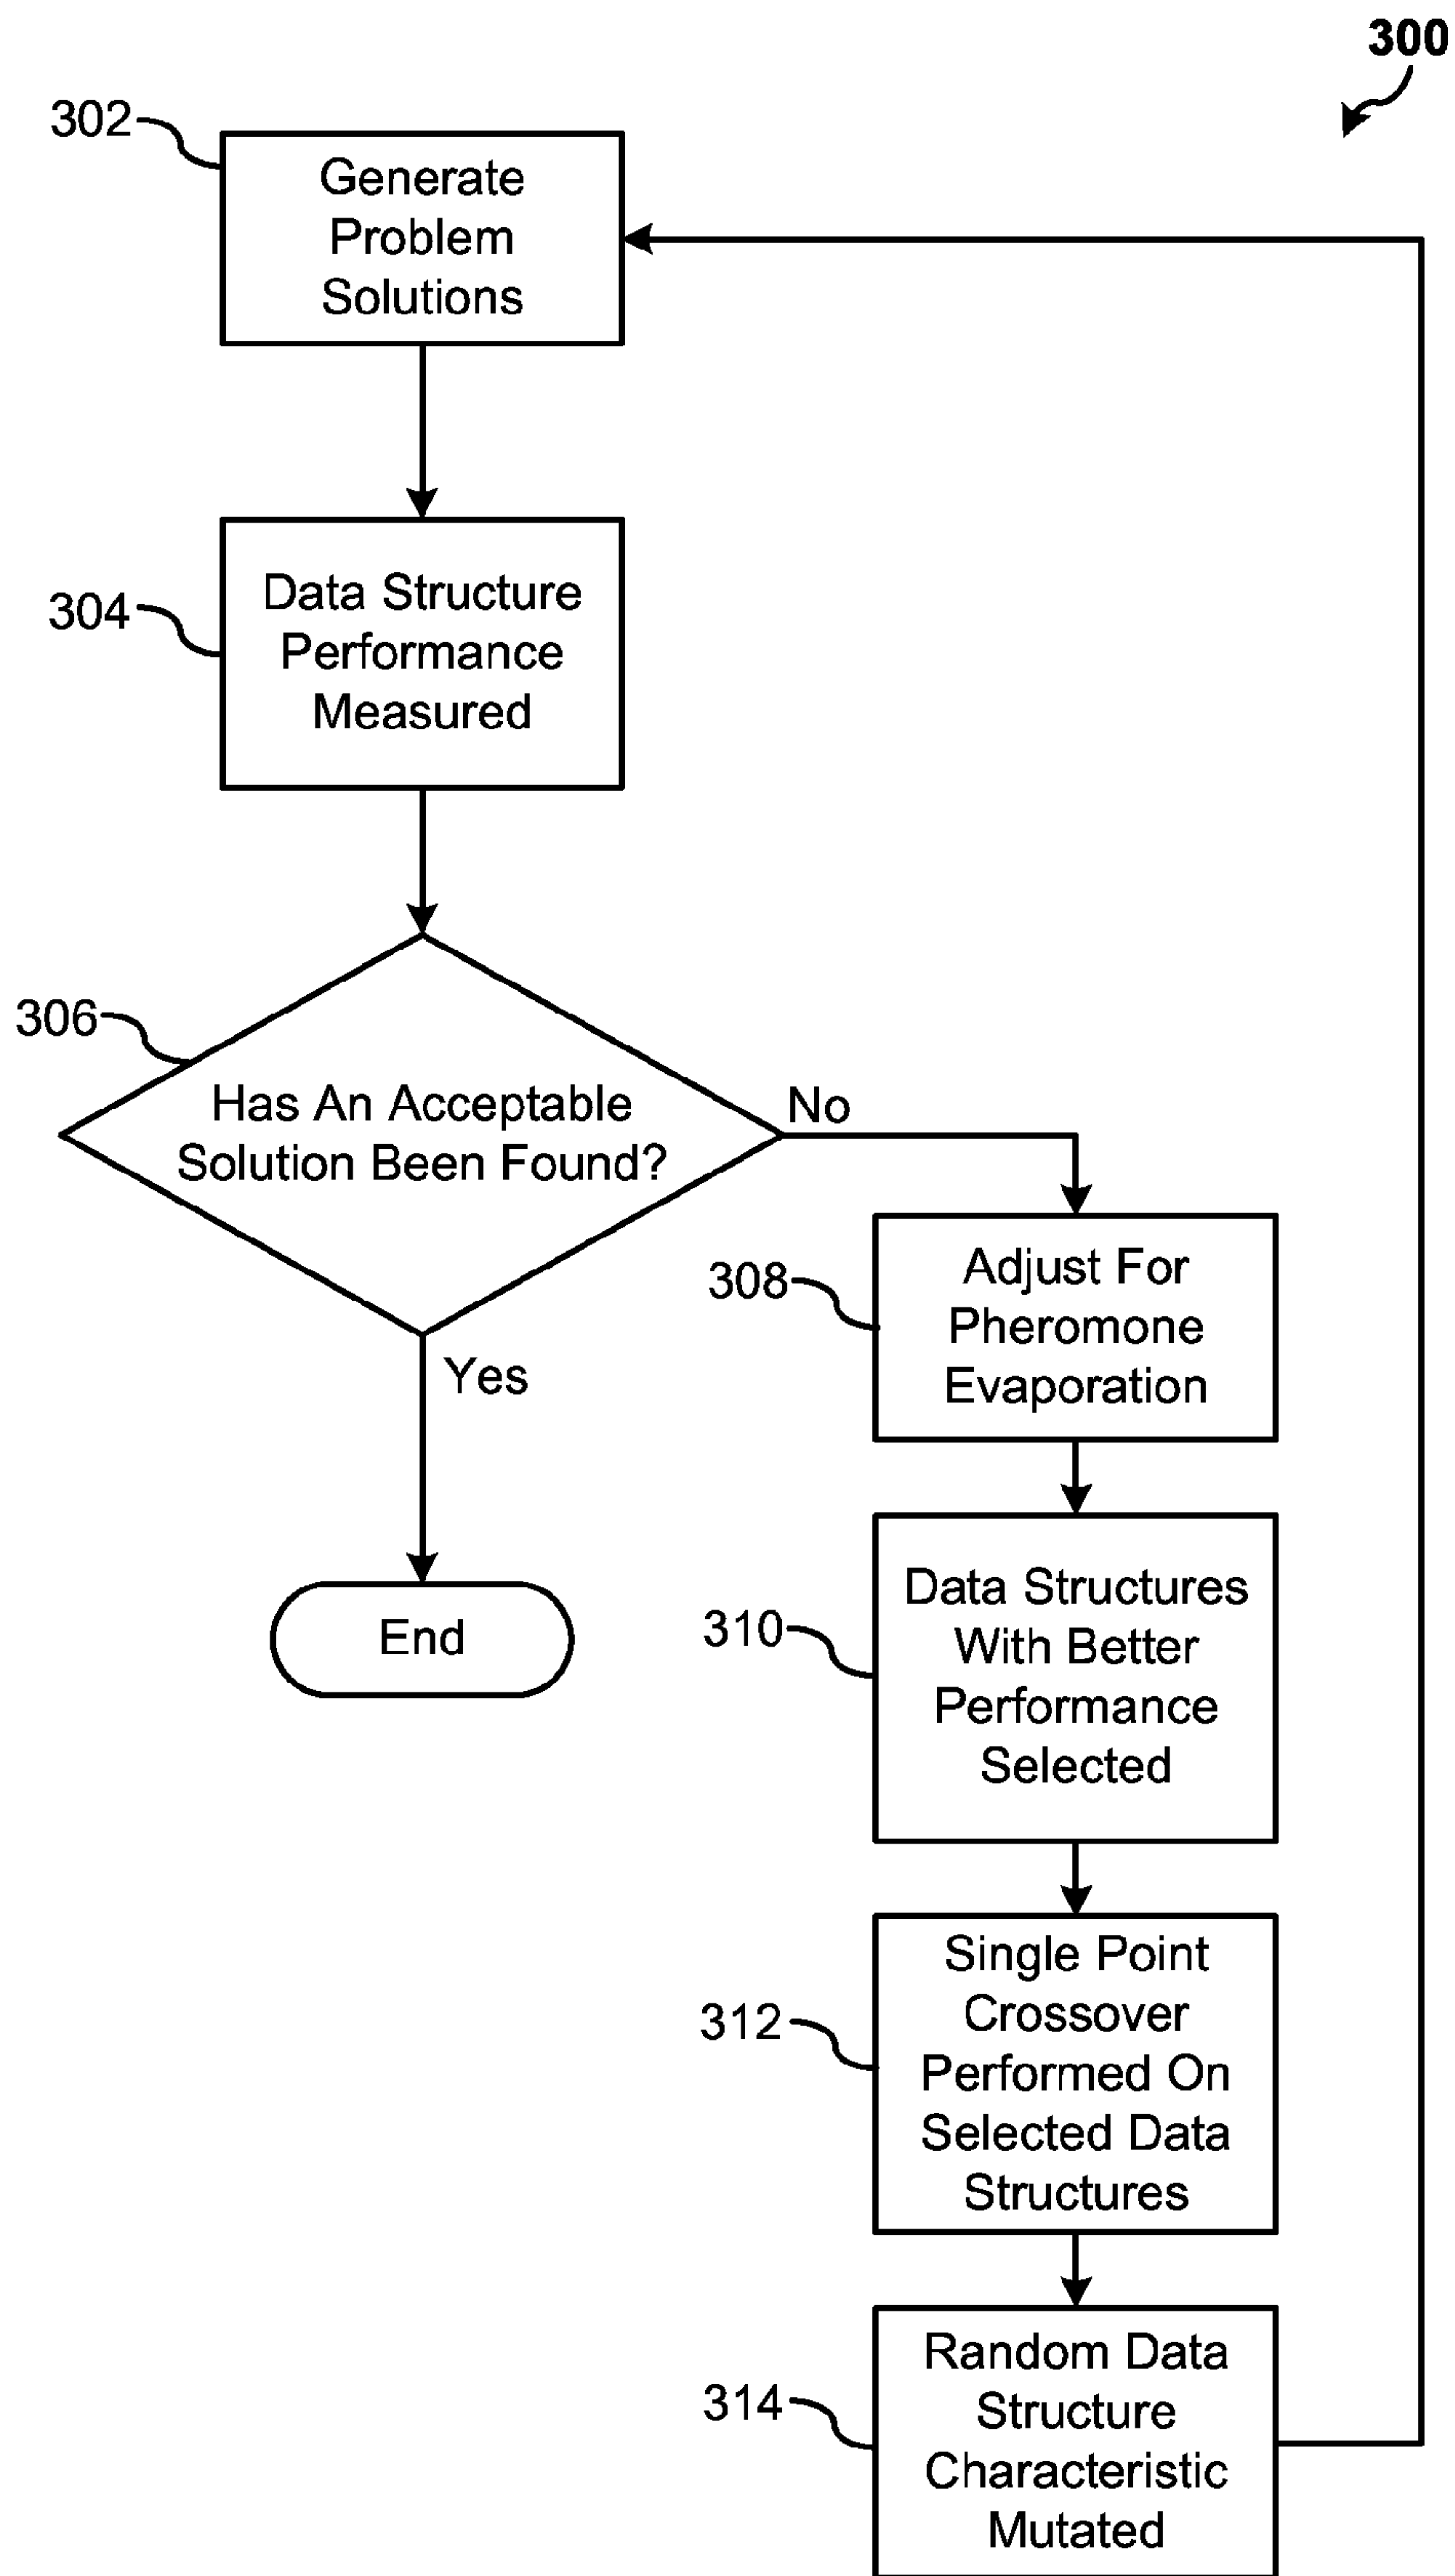 300
302
Generate
Problem
Solutions
304
Data Structure
Performance
Measured
306
Has An Acceptable
Solution Been Found?
No
Yes
End
308
Adjust For
Pheromone
Evaporation
310
Data Structures
With Better
Performance
Selected
312
Single Point
Crossover
Performed On
Selected Data
Structures
314
Random Data
Structure
Characteristic
Mutated